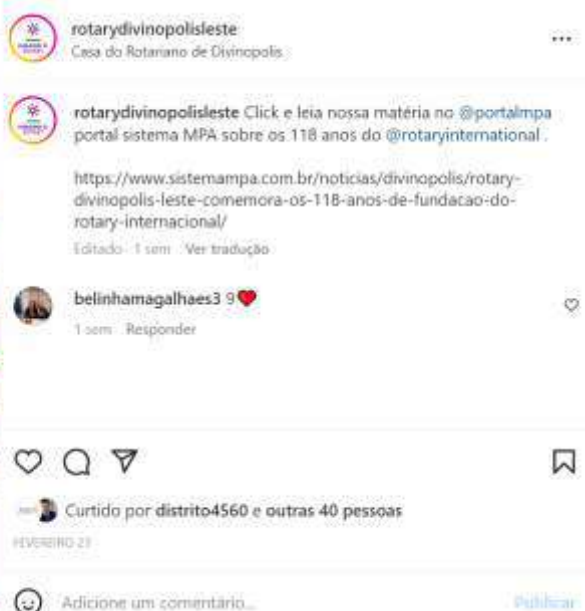 rotarydivinopolisleste
Casa do Rotariano de Divinopolis
rotarydivinopolisleste Click e leia nossa matéria no @portalmpa
portal sistema MPA sobre os 118 anos do @rotaryinternational .
https://www.sistemampa.com.br/noticias/divinopolis/rotary-
divinopolis-leste-comemora-os-118-anos-de-fundacao-do-
rotary-internacional/
Editado 1 sem Ver tradução
belinhamagalhaes3 9❤️
1 sem Responder
Curtido por distrito4560 e outras 40 pessoas
FEVEREIRO 23
Adicione um comentário...
Publicar